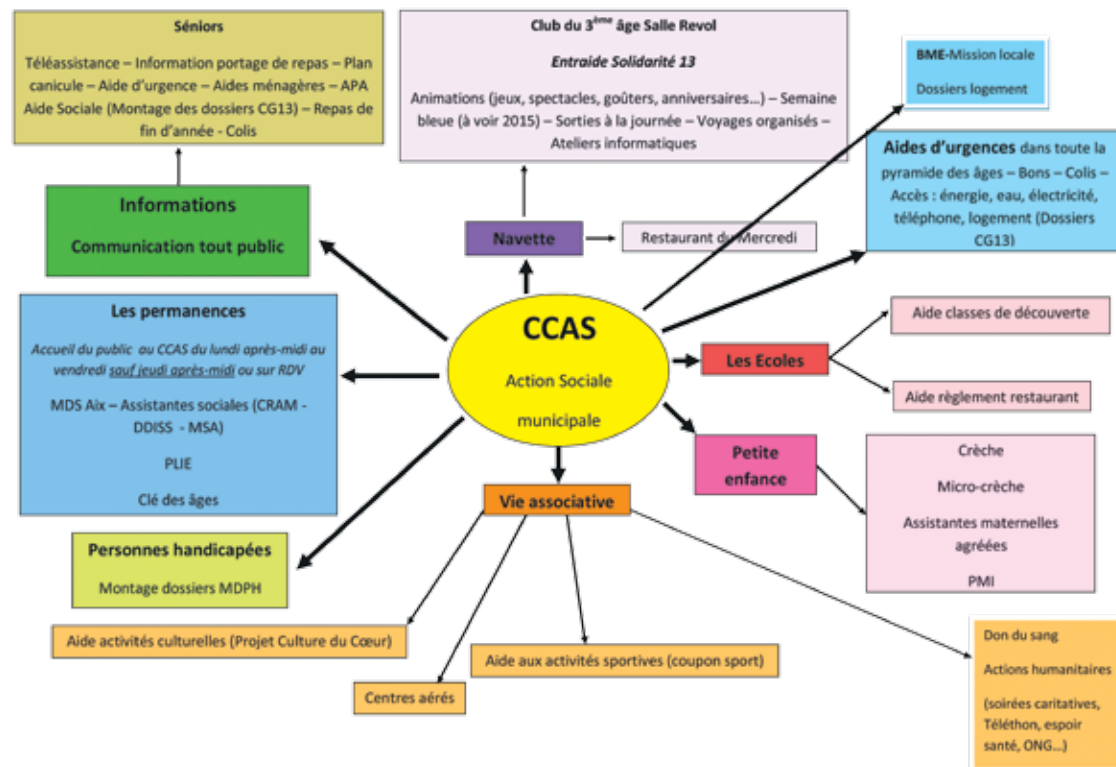 Séniors
Téléassistance – Information portage de repas – Plan
canicule – Aide d'urgence – Aides ménagères – APA
Aide Sociale (Montage des dossiers CG13) – Repas de
fin d'année - Colis
Club du 3ème âge Salle Revol
Entraide Solidarité 13
Animations (jeux, spectacles, goûters, anniversaires…) – Semaine
bleue (à voir 2015) – Sorties à la journée – Voyages organisés –
Ateliers informatiques
BME-Mission locale
Dossiers logement
Aides d'urgences dans toute la
pyramide des âges – Bons – Colis –
Accès : énergie, eau, électricité,
téléphone, logement (Dossiers
CG13)
Informations
Communication tout public
Navette
Restaurant du Mercredi
Les permanences
Accueil du public au CCAS du lundi après-midi au
vendredi sauf jeudi après-midi ou sur RDV
MDS Aix – Assistantes sociales (CRAM -
DDISS - MSA)
PLIE
Clé des âges
CCAS
Action Sociale
municipale
Les Ecoles
Aide classes de découverte
Aide règlement restaurant
Petite
enfance
Crèche
Micro-crèche
Assistantes maternelles
agréées
PMI
Vie associative
Personnes handicapées
Montage dossiers MDPH
Aide activités culturelles (Projet Culture du Cœur)
Centres aérés
Aide aux activités sportives (coupon sport)
Don du sang
Actions humanitaires
(soirées caritatives,
Téléthon, espoir
santé, ONG…)